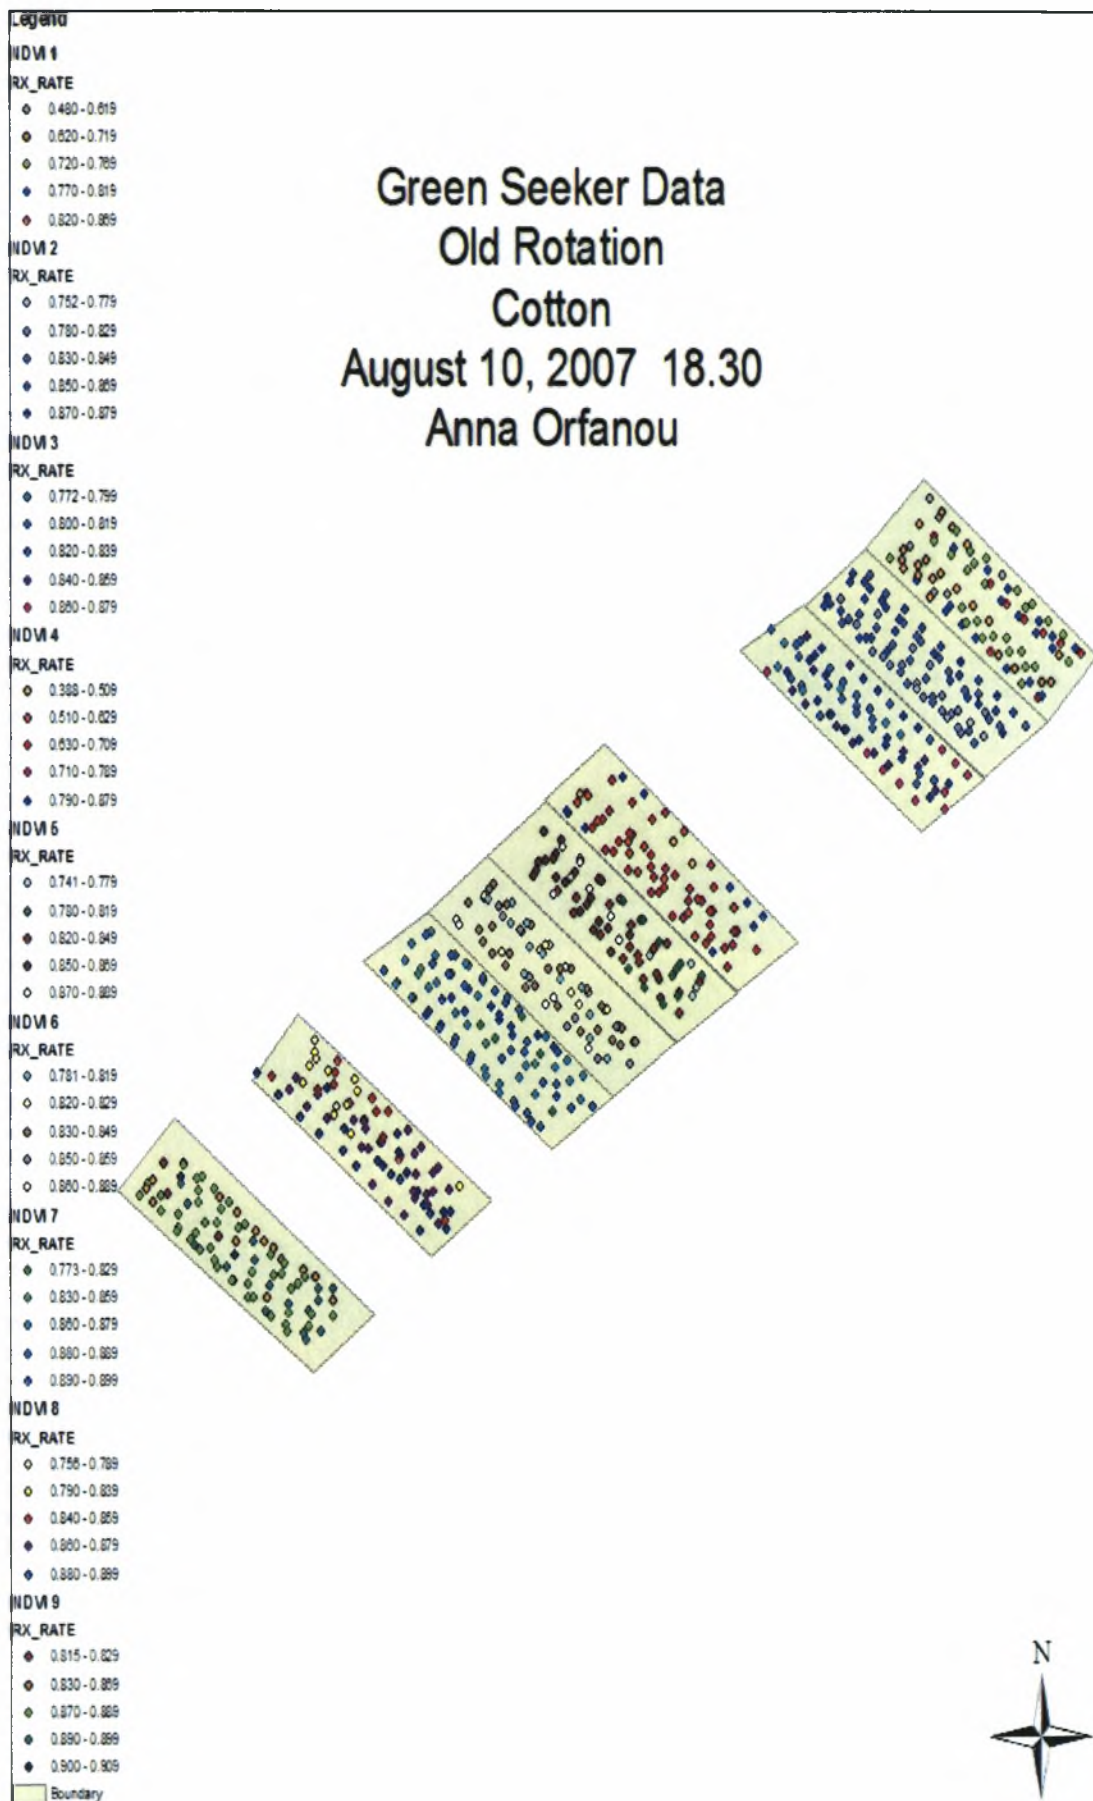 Legend
NDVI 1
RX_RATE
0.480 - 0.619
0.620 - 0.719
0.720 - 0.769
0.770 - 0.819
0.820 - 0.869
NDVI 2
RX_RATE
0.752 - 0.779
0.780 - 0.829
0.830 - 0.849
0.850 - 0.869
0.870 - 0.879
NDVI 3
RX_RATE
0.772 - 0.799
0.800 - 0.819
0.820 - 0.839
0.840 - 0.859
0.860 - 0.879
NDVI 4
RX_RATE
0.388 - 0.509
0.510 - 0.629
0.630 - 0.709
0.710 - 0.789
0.790 - 0.879
NDVI 5
RX_RATE
0.741 - 0.779
0.780 - 0.819
0.820 - 0.849
0.850 - 0.869
0.870 - 0.889
NDVI 6
RX_RATE
0.781 - 0.819
0.820 - 0.829
0.830 - 0.849
0.850 - 0.859
0.860 - 0.889
NDVI 7
RX_RATE
0.773 - 0.829
0.830 - 0.859
0.860 - 0.879
0.880 - 0.889
0.890 - 0.899
NDVI 8
RX_RATE
0.756 - 0.789
0.790 - 0.839
0.840 - 0.859
0.860 - 0.879
0.880 - 0.899
NDVI 9
RX_RATE
0.815 - 0.829
0.830 - 0.869
0.870 - 0.889
0.890 - 0.899
0.900 - 0.909
Boundary
Green Seeker Data
Old Rotation
Cotton
August 10, 2007 18.30
Anna Orfanou
N